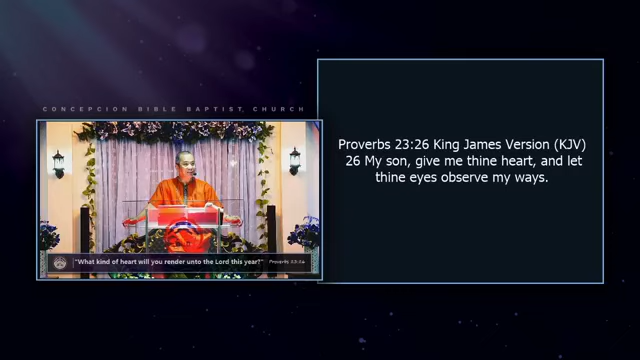 CONCEPCION BIBLE BAPTIST CHURCH
Proverbs 23:26 King James Version (KJV)
26 My son, give me thine heart, and let
thine eyes observe my ways.
"What kind of heart will you render unto the Lord this year?" Proverbs 23:26